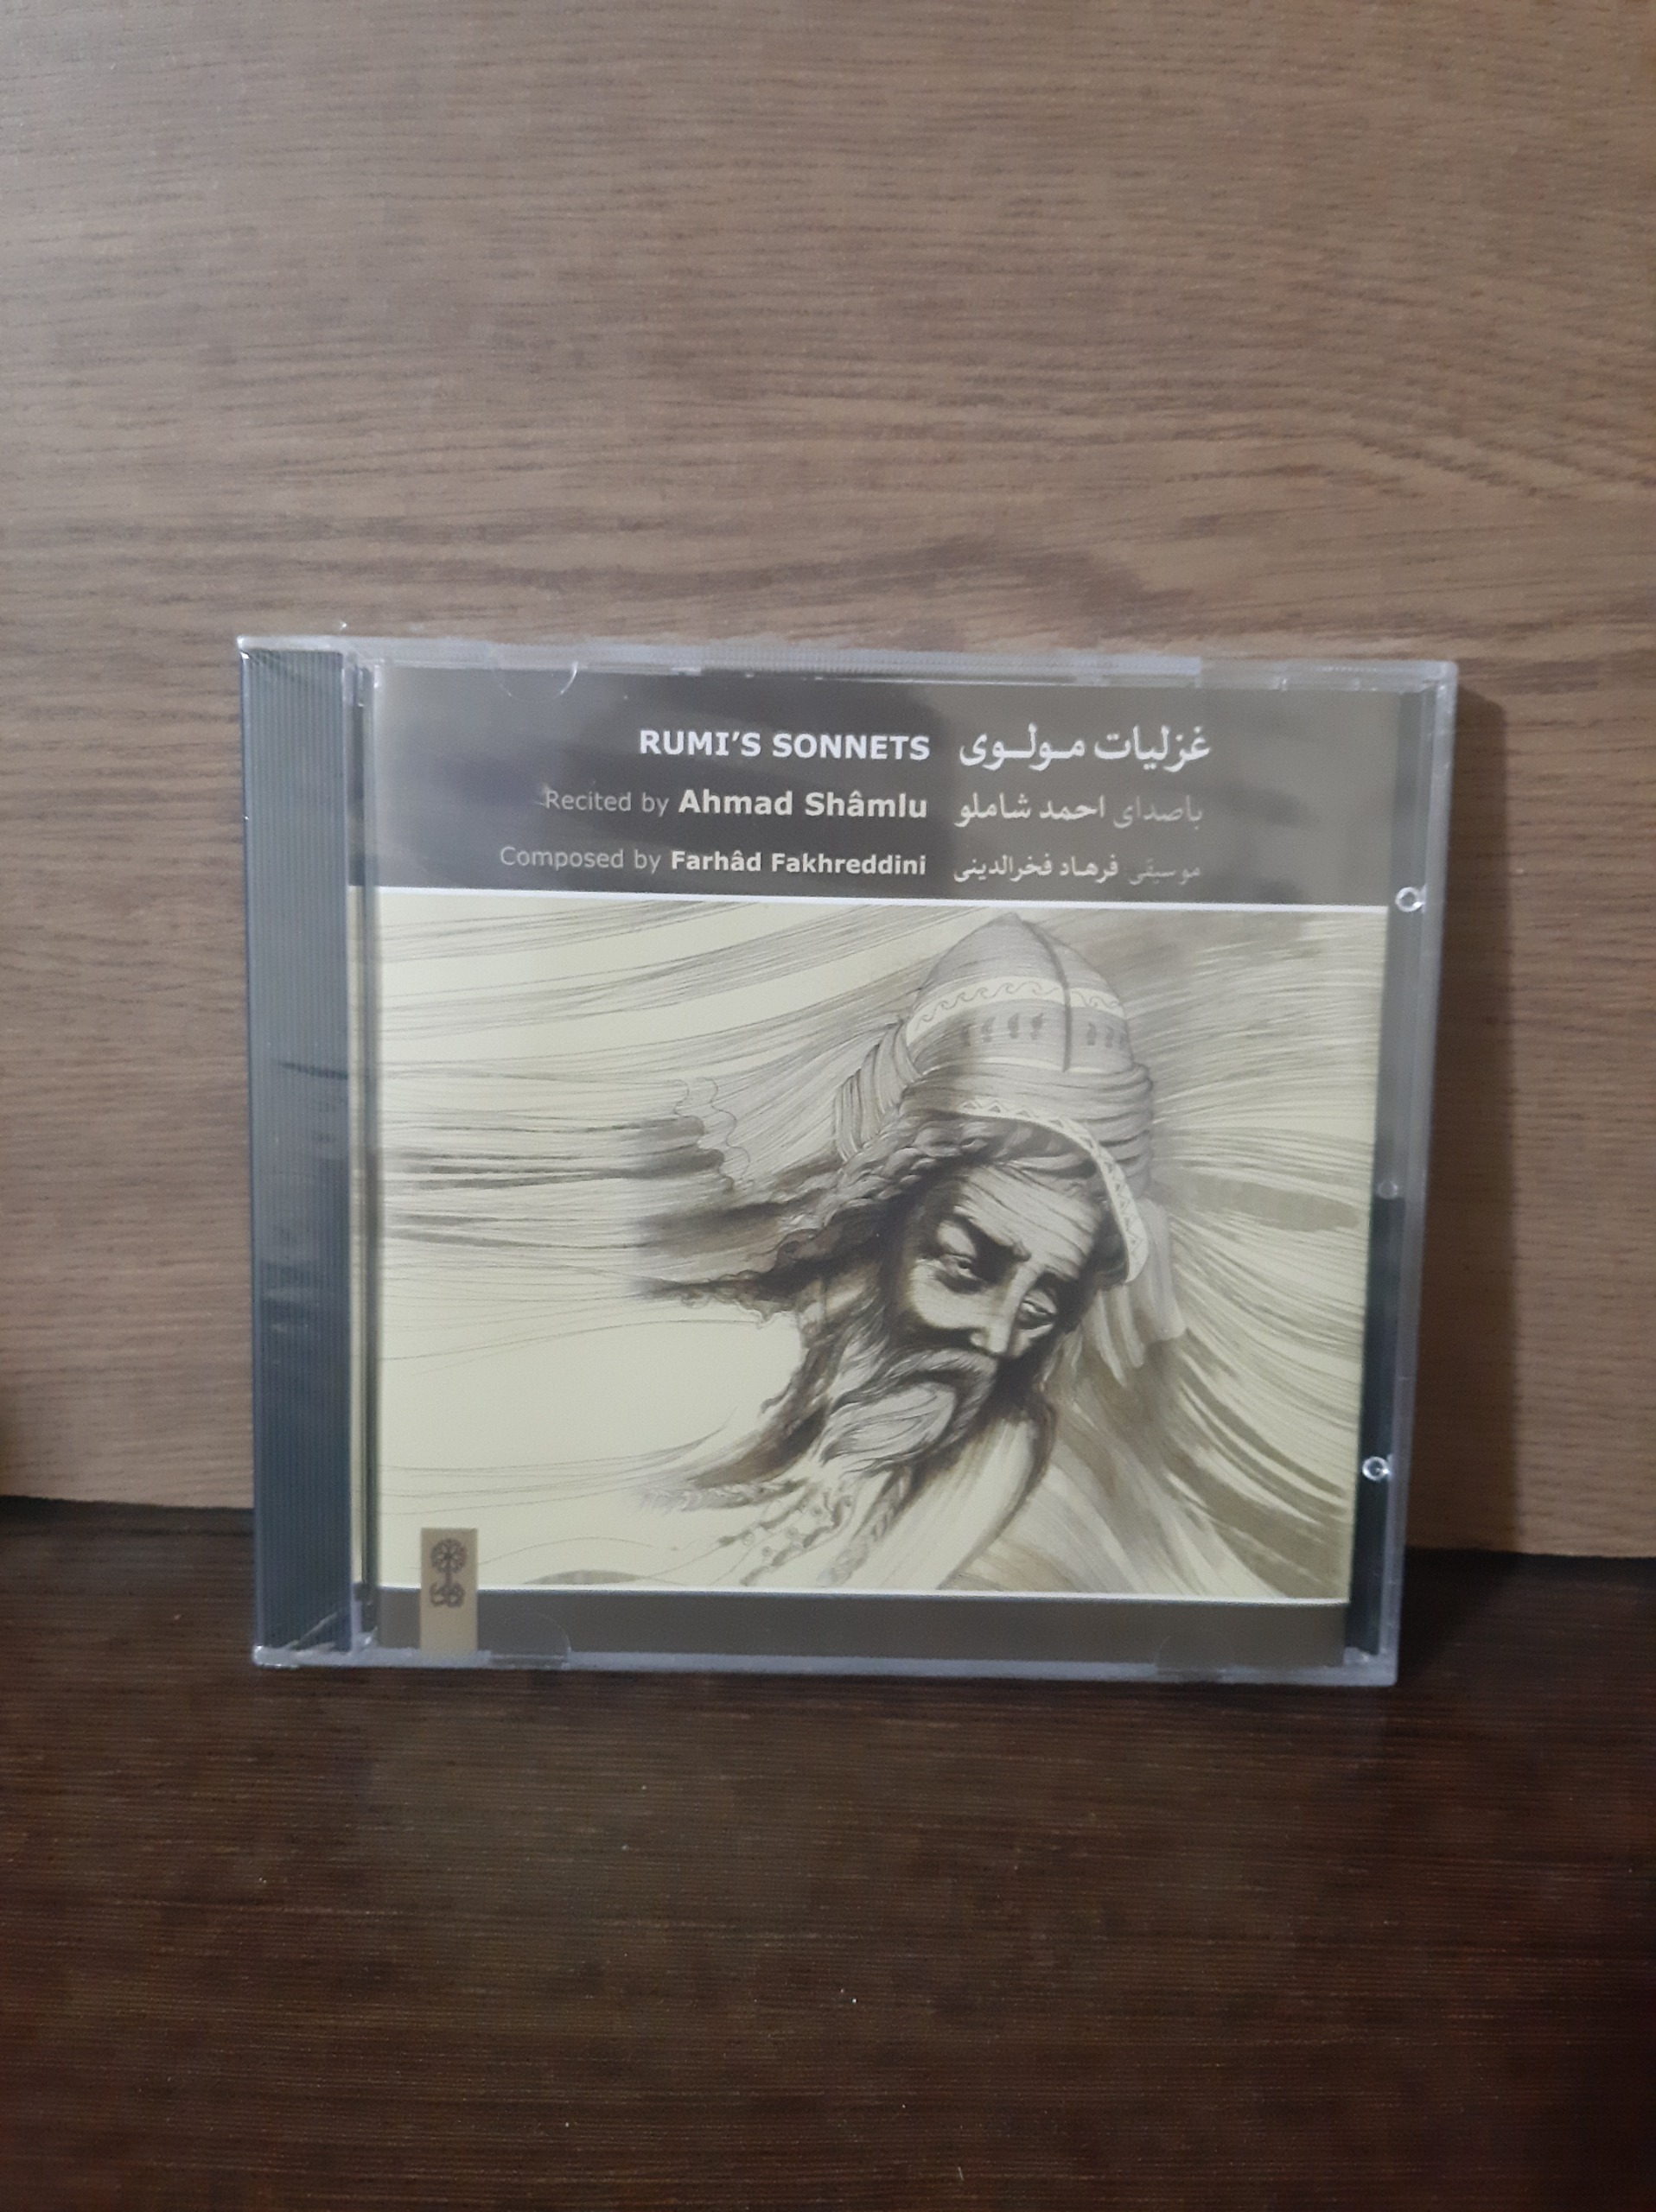 RUMI'S SONNETS غزلیات مولوی
Recited by Ahmad Shâmlu باصدای احمد شاملو
Composed by Farhâd Fakhreddini موسیقی فرهاد فخرالدینی